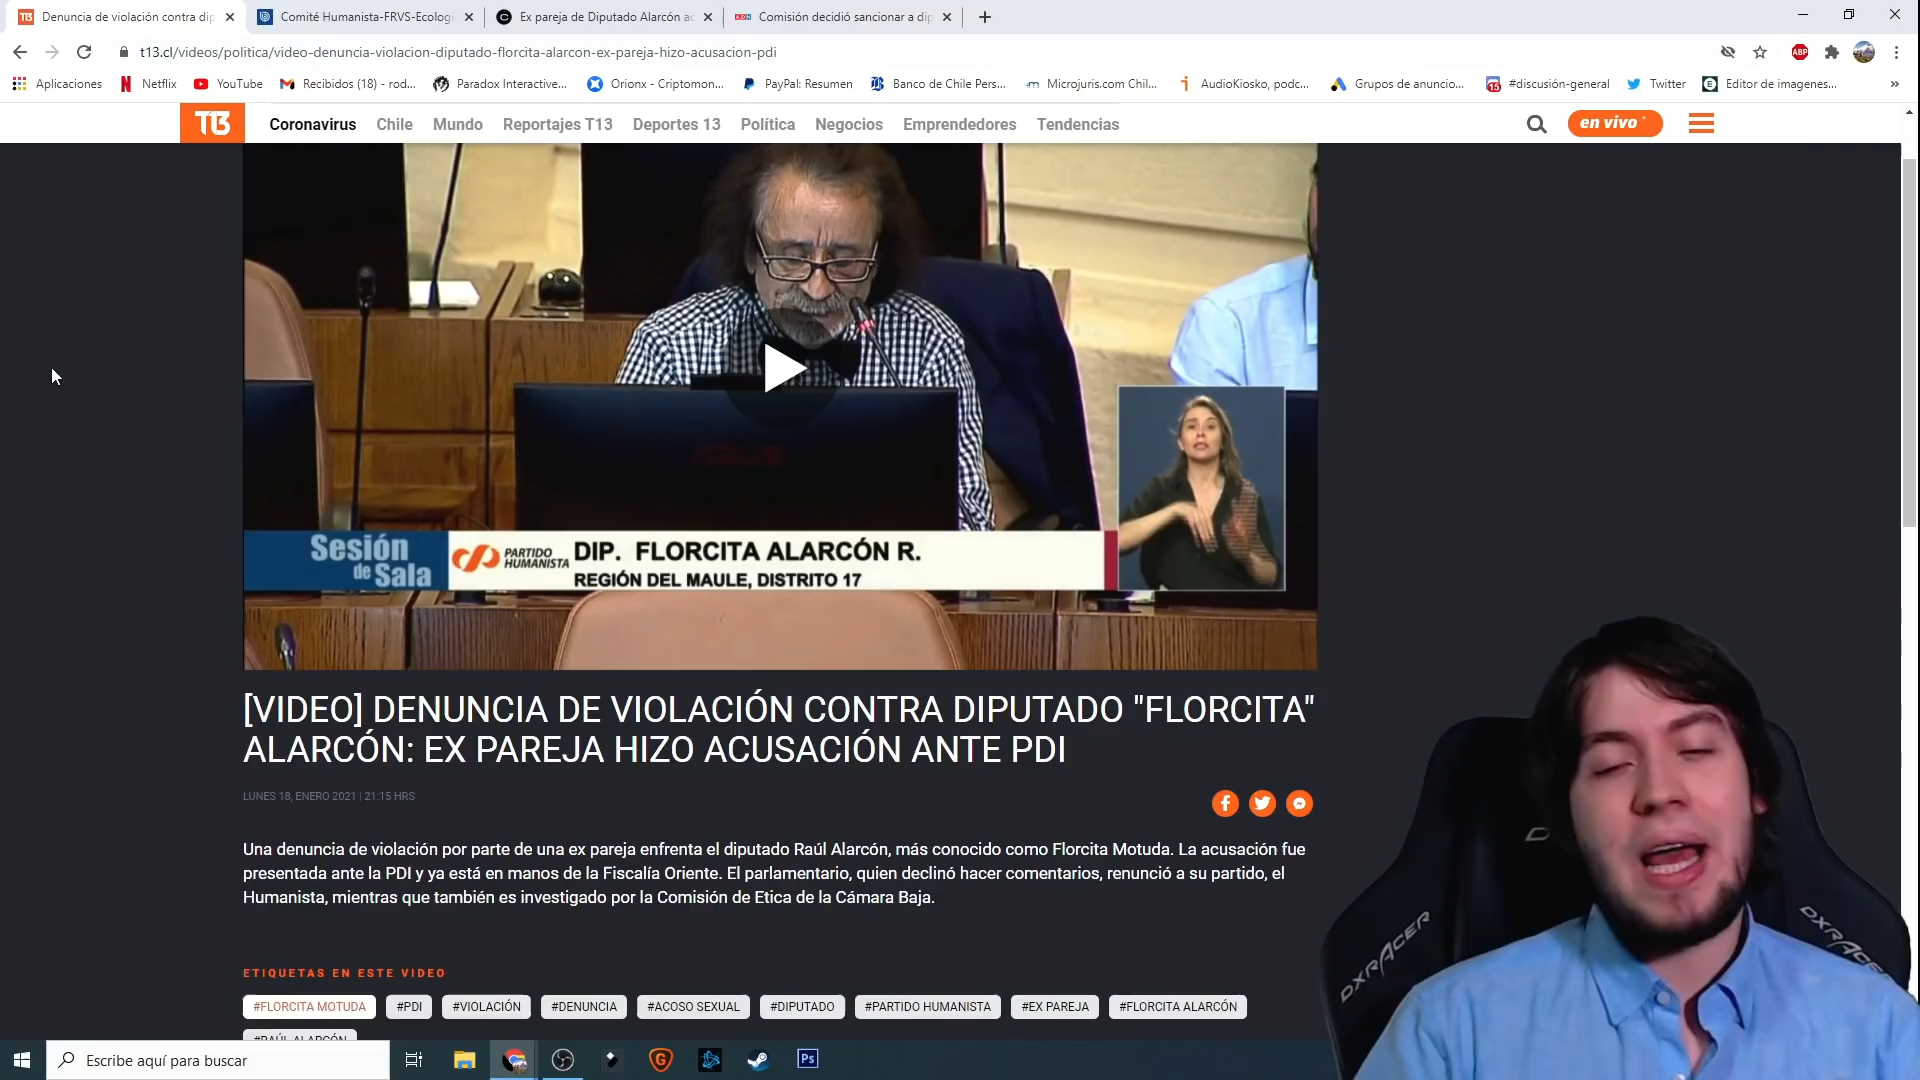 Denuncia de violación contra dip
Comité Humanista-FRVS-Ecologi
Ex pareja de Diputado Alarcón ac
Comisión decidió sancionar a dip
t13.cl/videos/politica/video-denuncia-violacion-diputado-florcita-alarcon-ex-pareja-hizo-acusacion-pdi
ABP
Aplicaciones
Netflix
YouTube
Recibidos (18) - rod...
Paradox Interactive...
Orionx - Criptomon...
PayPal: Resumen
Banco de Chile Pers...
Microjuris.com Chil...
AudioKiosko, podc...
Grupos de anuncio...
15
#discusión-general
Twitter
Editor de imagenes...
T13
Coronavirus
Chile
Mundo
Reportajes T13
Deportes 13
Política
Negocios
Emprendedores
Tendencias
en vivo
ASUS
Sesión
de Sala
PARTIDO
HUMANISTA
DIP. FLORCITA ALARCÓN R.
REGIÓN DEL MAULE, DISTRITO 17
[VIDEO] DENUNCIA DE VIOLACIÓN CONTRA DIPUTADO "FLORCITA"
ALARCÓN: EX PAREJA HIZO ACUSACIÓN ANTE PDI
LUNES 18, ENERO 2021 | 21:15 HRS
Una denuncia de violación por parte de una ex pareja enfrenta el diputado Raúl Alarcón, más conocido como Florcita Motuda. La acusación fue
presentada ante la PDI y ya está en manos de la Fiscalía Oriente. El parlamentario, quien declinó hacer comentarios, renunció a su partido, el
Humanista, mientras que también es investigado por la Comisión de Etica de la Cámara Baja.
ETIQUETAS EN ESTE VIDEO
#FLORCITA MOTUDA
#PDI
#VIOLACIÓN
#DENUNCIA
#ACOSO SEXUAL
#DIPUTADO
#PARTIDO HUMANISTA
#EX PAREJA
#FLORCITA ALARCÓN
#RAÚL ALARCÓN
DXRACER
DXRACER
Escribe aquí para buscar
Ps